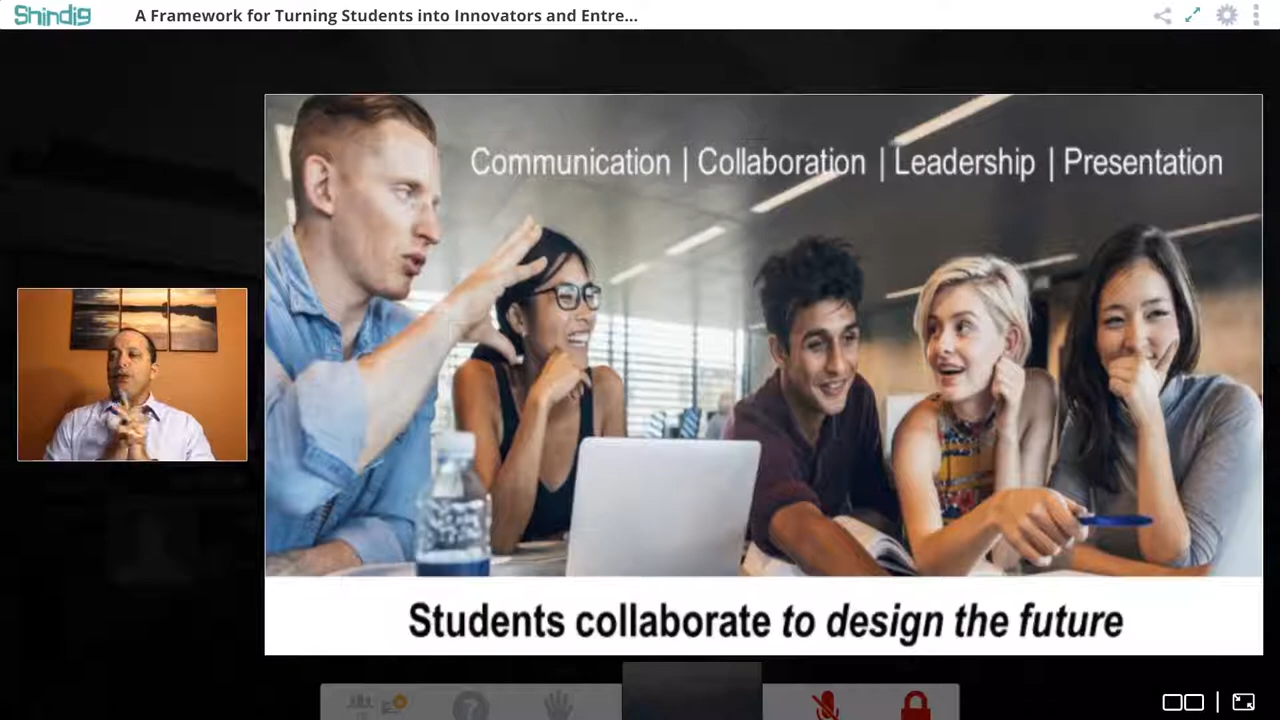 Shindig
A Framework for Turning Students into Innovators and Entre...
Communication | Collaboration | Leadership | Presentation
Students collaborate to design the future